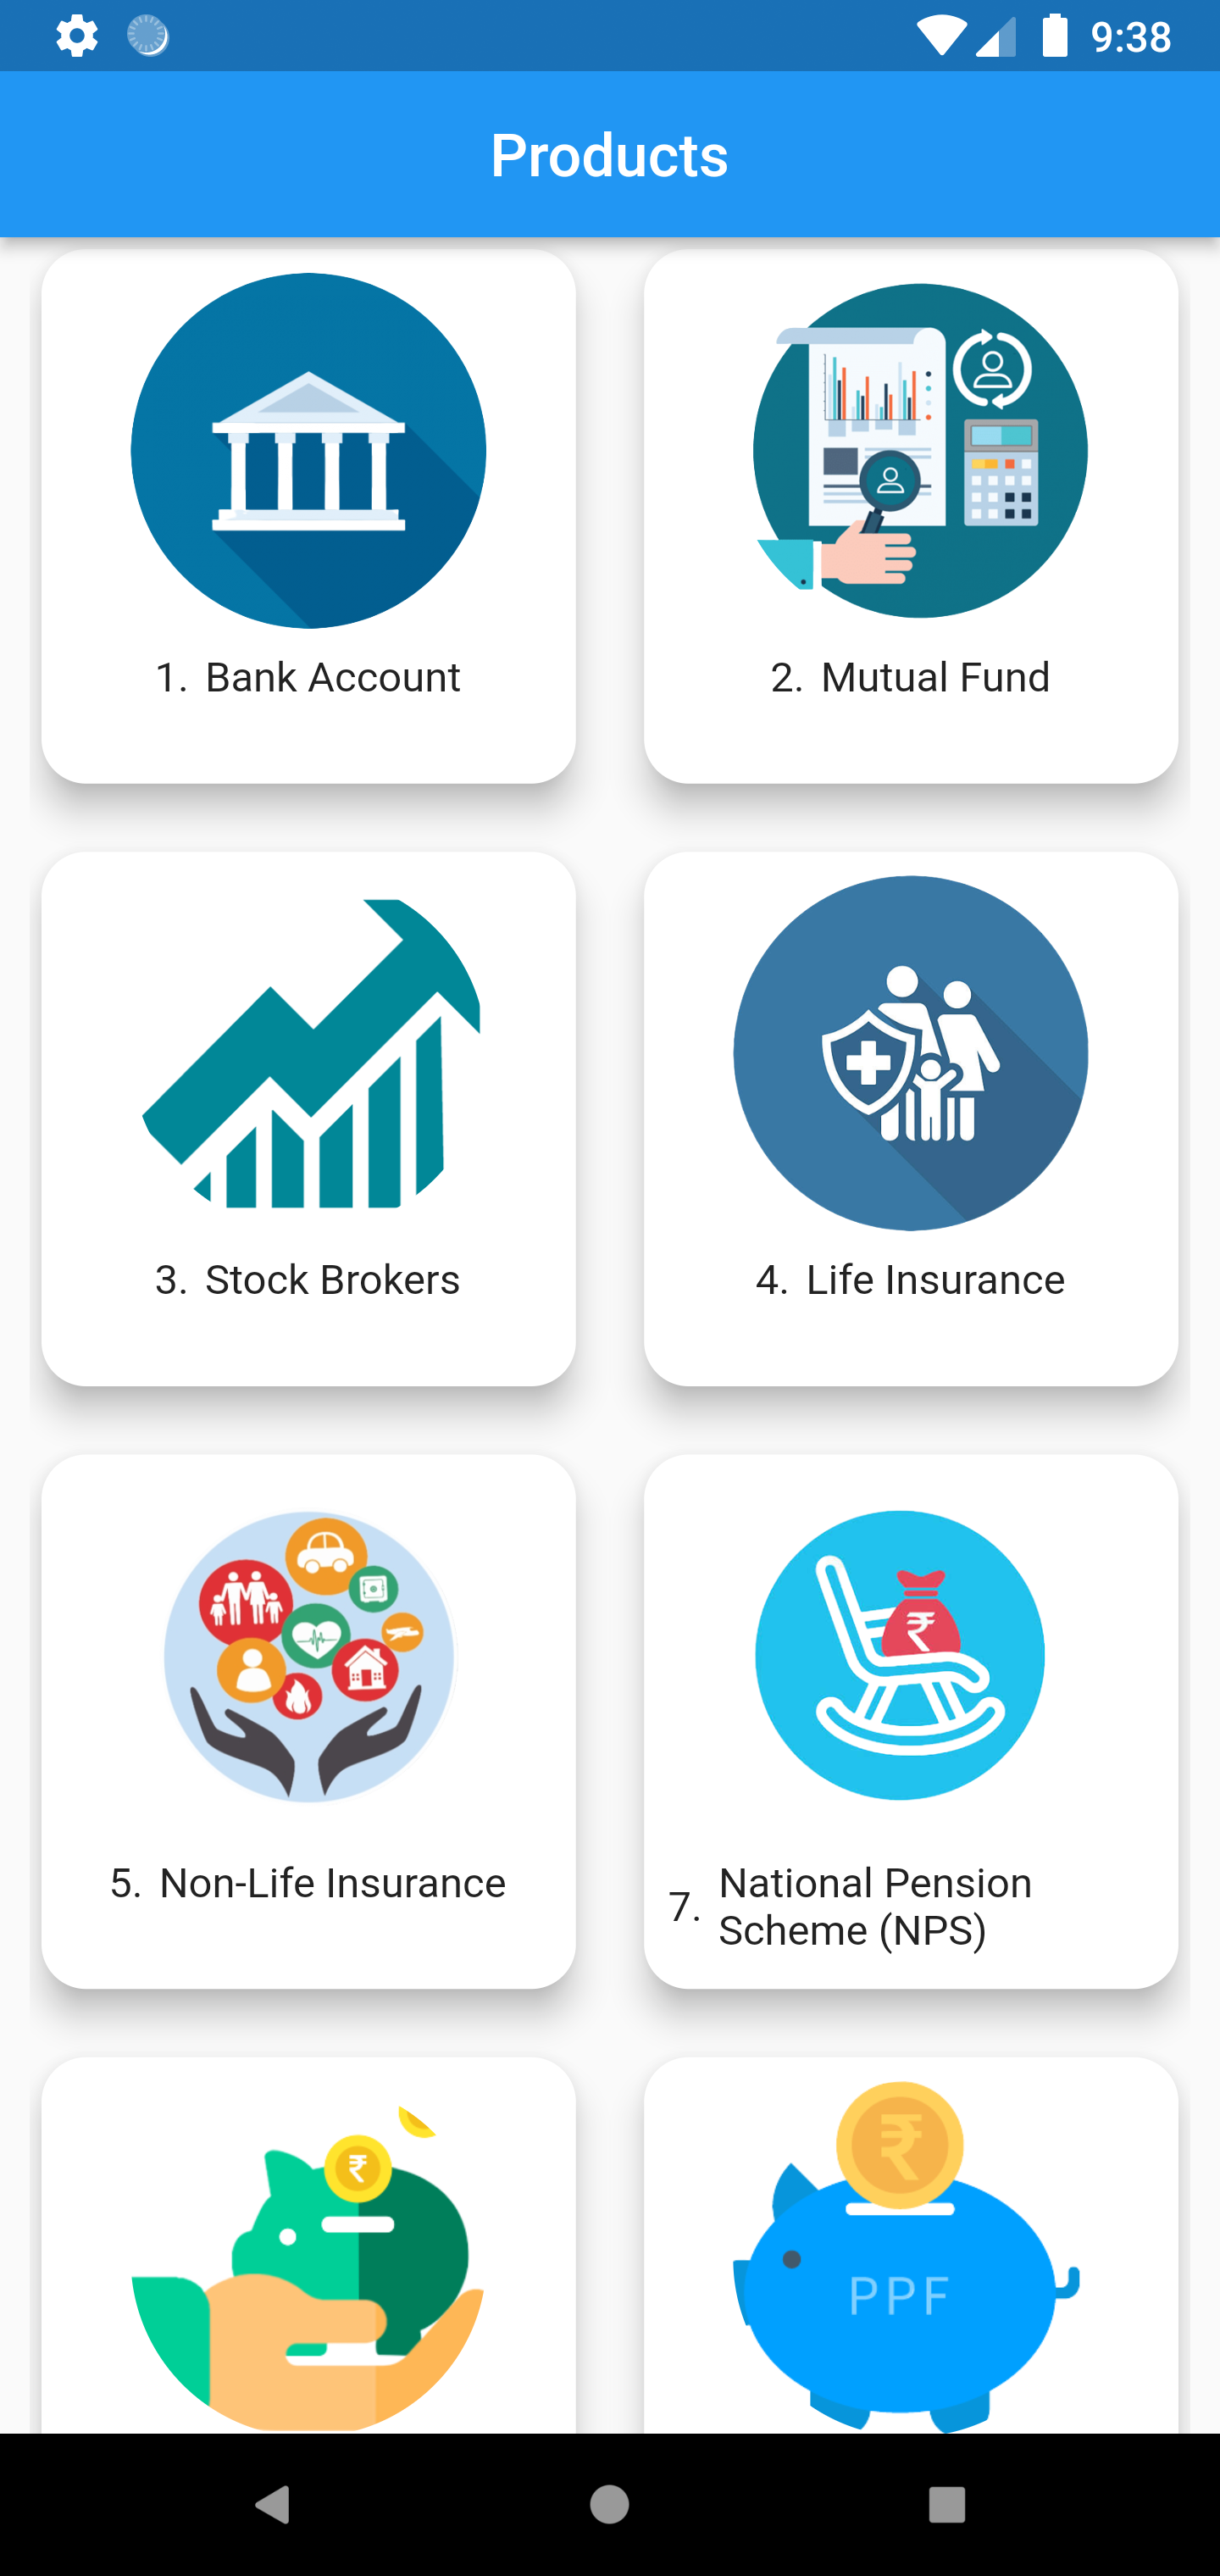 9:38
Products
1. Bank Account
2. Mutual Fund
3. Stock Brokers
4. Life Insurance
₹
5. Non-Life Insurance
7. National Pension
Scheme (NPS)
₹
₹
PPF